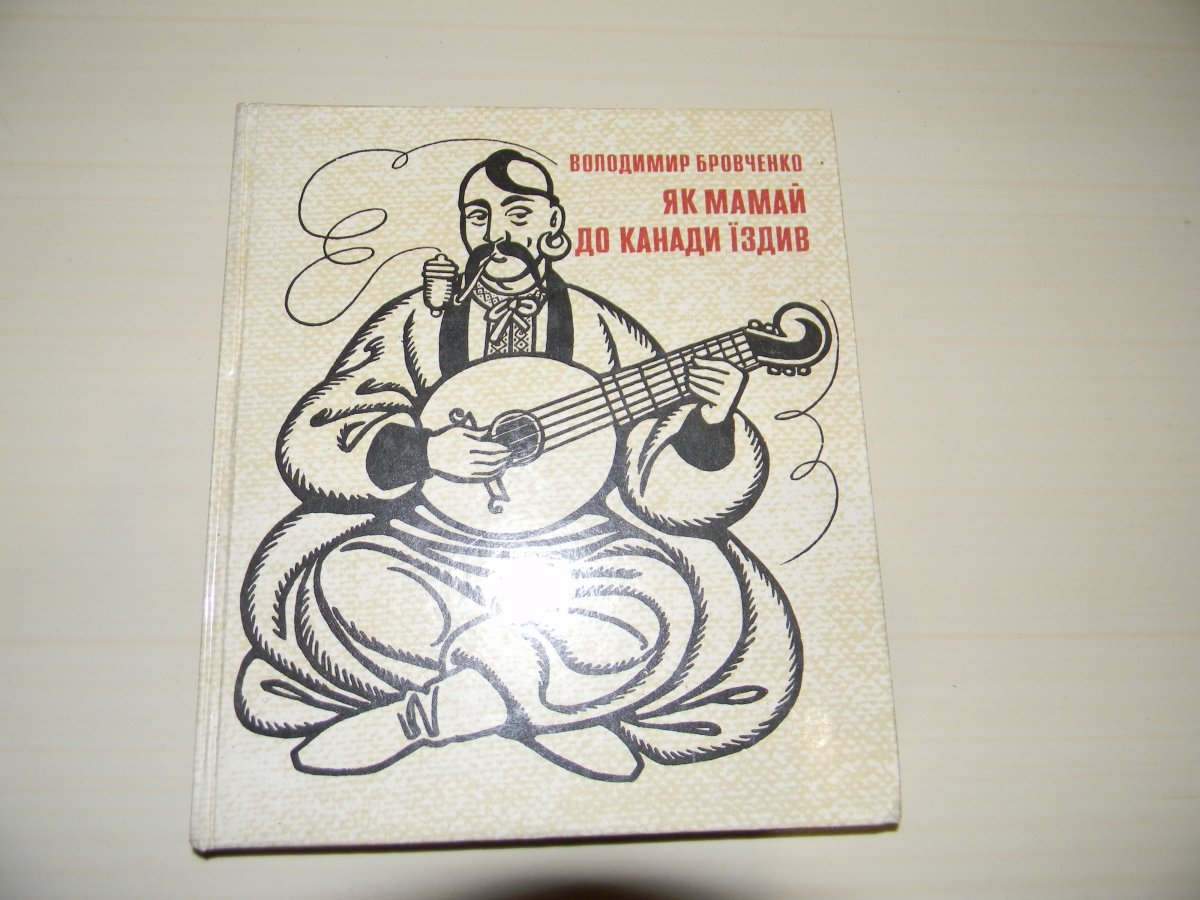 ВОЛОДИМИР БРОВЧЕНКО
ЯК МАМАЙ
ДО КАНАДИ ЇЗДИВ